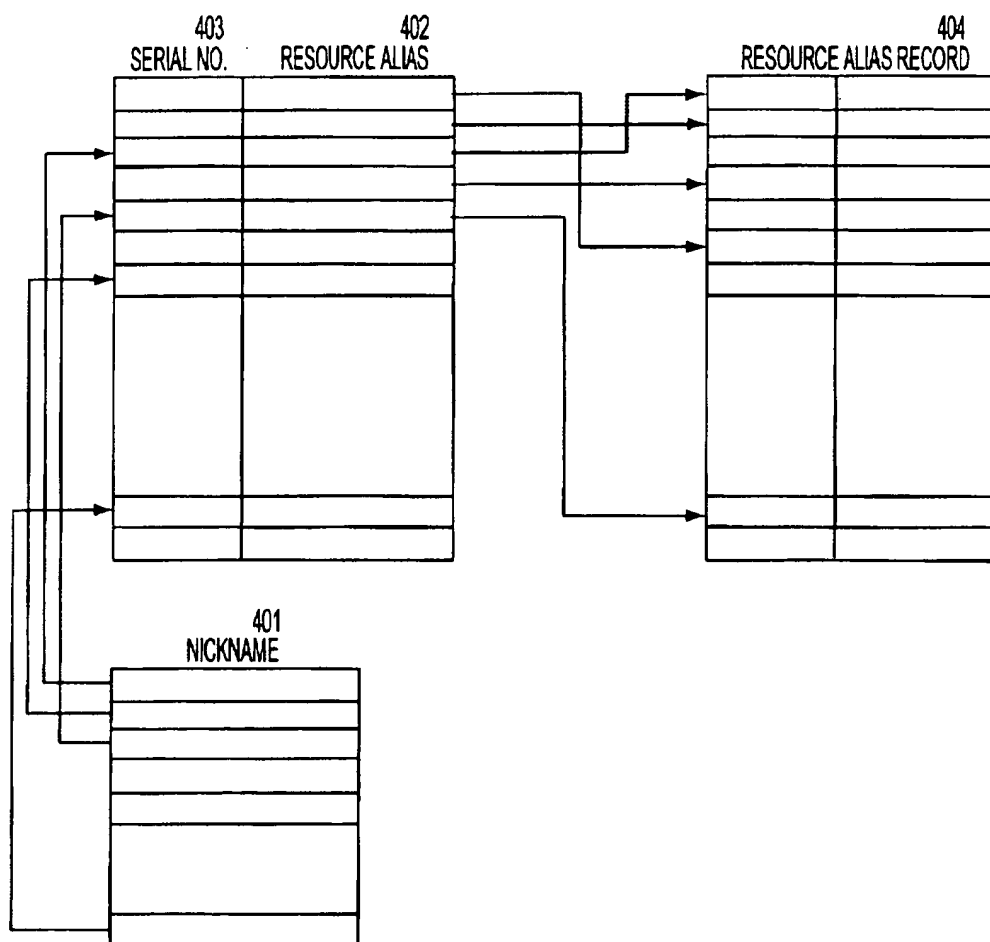 403
SERIAL NO.
402
RESOURCE ALIAS
404
RESOURCE ALIAS RECORD
401
NICKNAME